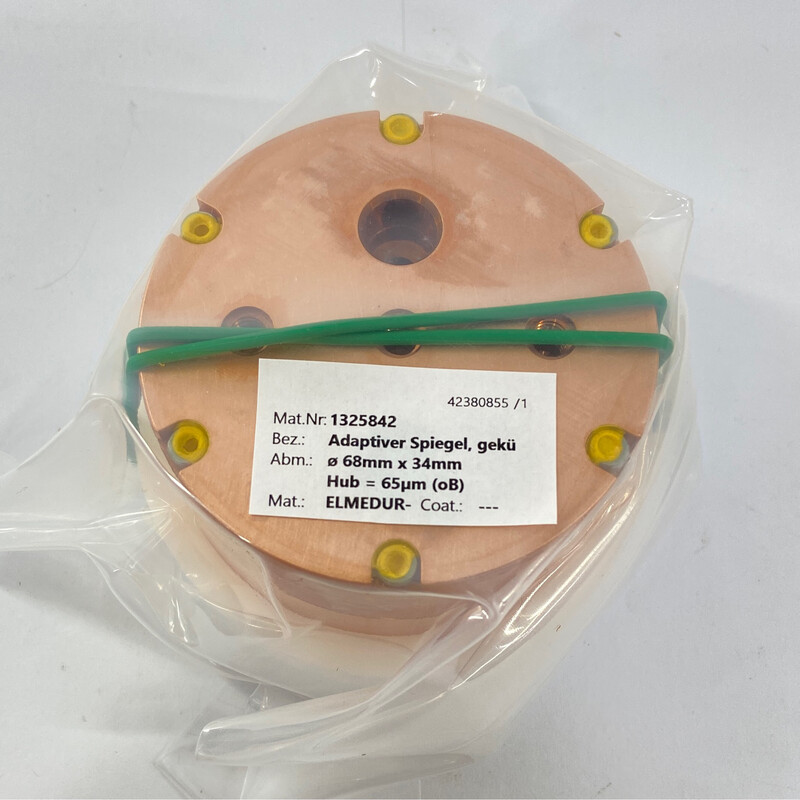 42380855 /1
Mat.Nr: 1325842
Bez.: Adaptiver Spiegel, gekü
Abm.: ø 68mm x 34mm
Hub = 65µm (oB)
Mat.: ELMEDUR- Coat.: ---